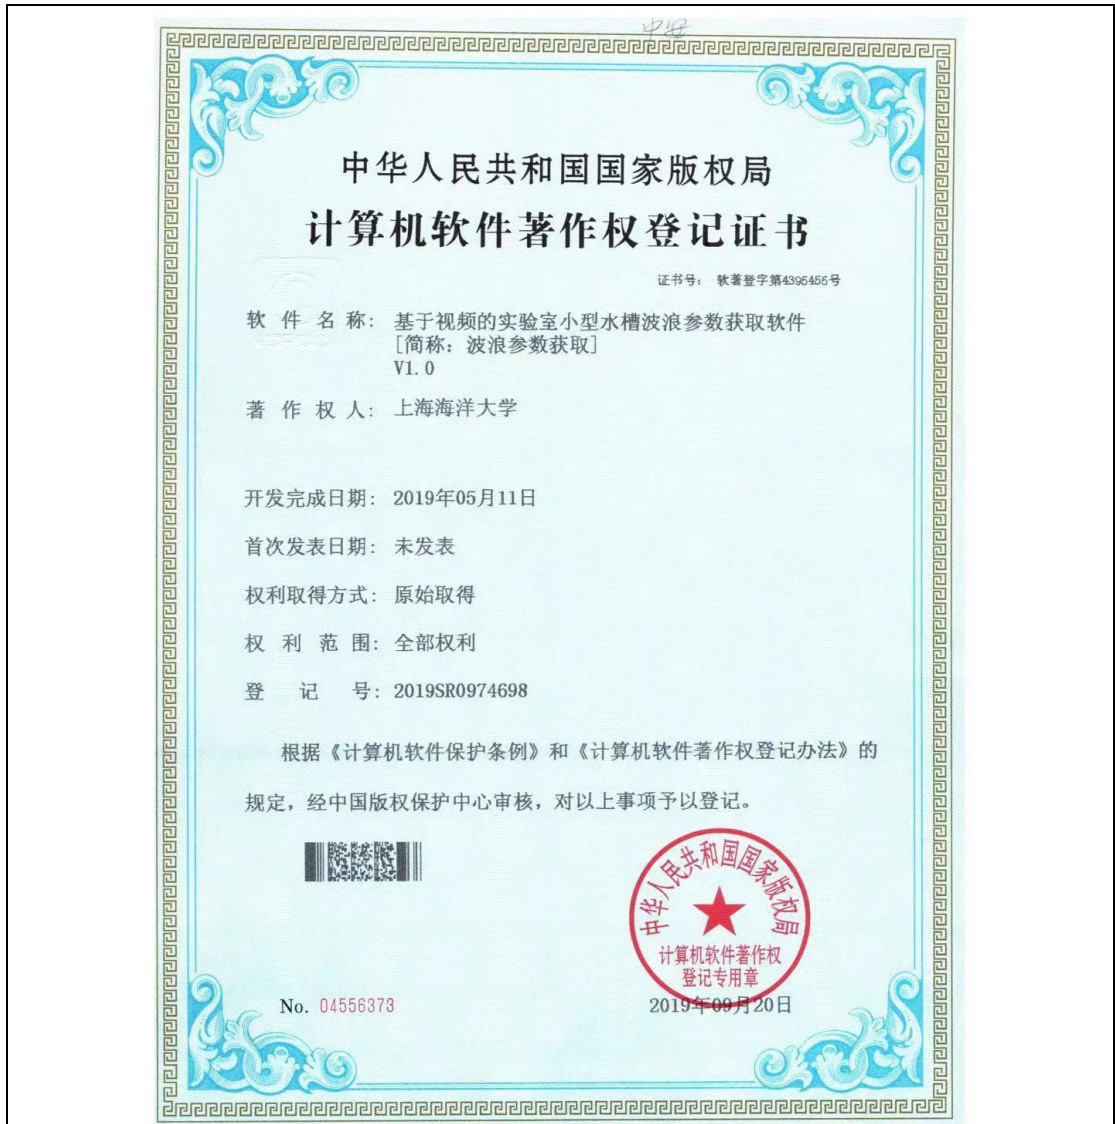 中华人民共和国国家版权局
计算机软件著作权登记证书
证书号： 软著登字第4395455号
软 件 名 称： 基于视频的实验室小型水槽波浪参数获取软件
[简称：波浪参数获取]
V1.0
著 作 权 人： 上海海洋大学
开发完成日期： 2019年05月11日
首次发表日期： 未发表
权利取得方式： 原始取得
权 利 范 围： 全部权利
登 记 号： 2019SR0974698
根据《计算机软件保护条例》和《计算机软件著作权登记办法》的
规定，经中国版权保护中心审核，对以上事项予以登记。
中华人民共和国国家版权局
计算机软件著作权
登记专用章
No. 04556373
2019年09月20日